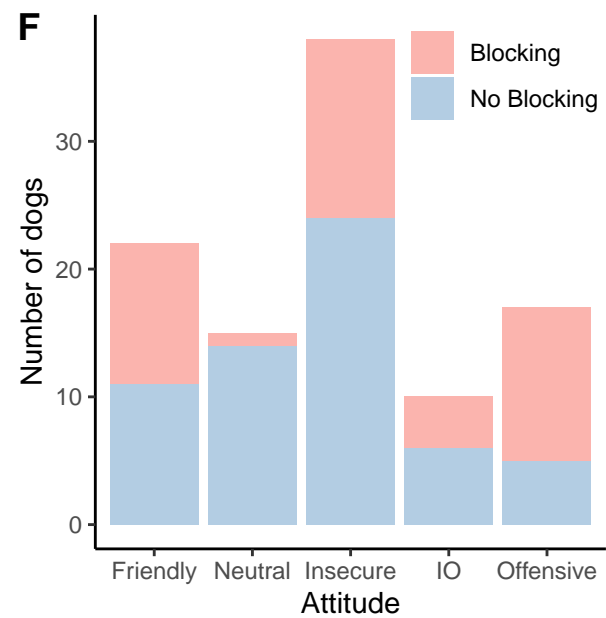 F
Blocking
No Blocking
Number of dogs
30
20
10
0
Friendly Neutral Insecure IO Offensive
Attitude